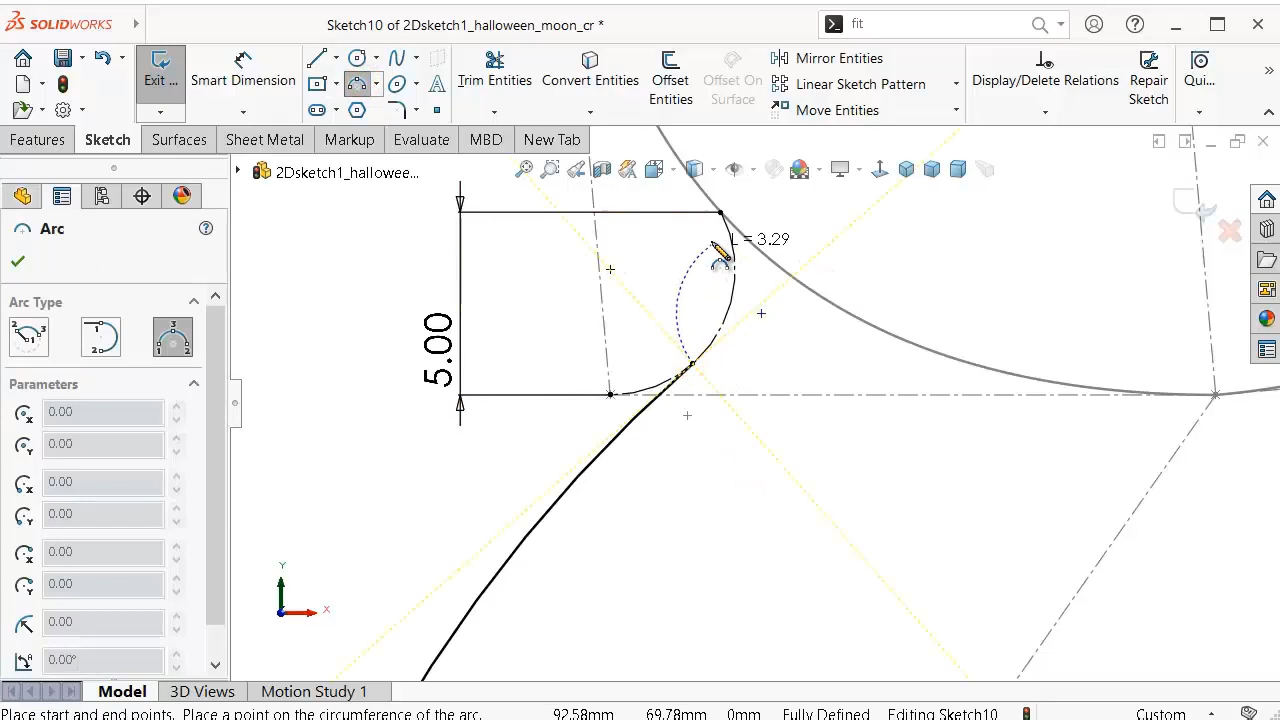 SOLIDWORKS
Sketch10 of 2Dsketch1_halloween_moon_cr *
fit
Exit ...
Smart Dimension
Trim Entities
Convert Entities
Offset Entities
Offset On Surface
Mirror Entities
Linear Sketch Pattern
Move Entities
Display/Delete Relations
Repair Sketch
Qui...
Features
Sketch
Surfaces
Sheet Metal
Markup
Evaluate
MBD
New Tab
2Dsketch1_hallowee...
Arc
Arc Type
Parameters
0.00
0.00
0.00
0.00
0.00
0.00
0.00
0.00°
5.00
L = 3.29
Y
X
Model
3D Views
Motion Study 1
Place start and end points. Place a point on the circumference of the arc.
92.58mm
69.78mm
0mm
Fully Defined
Editing Sketch10
Custom